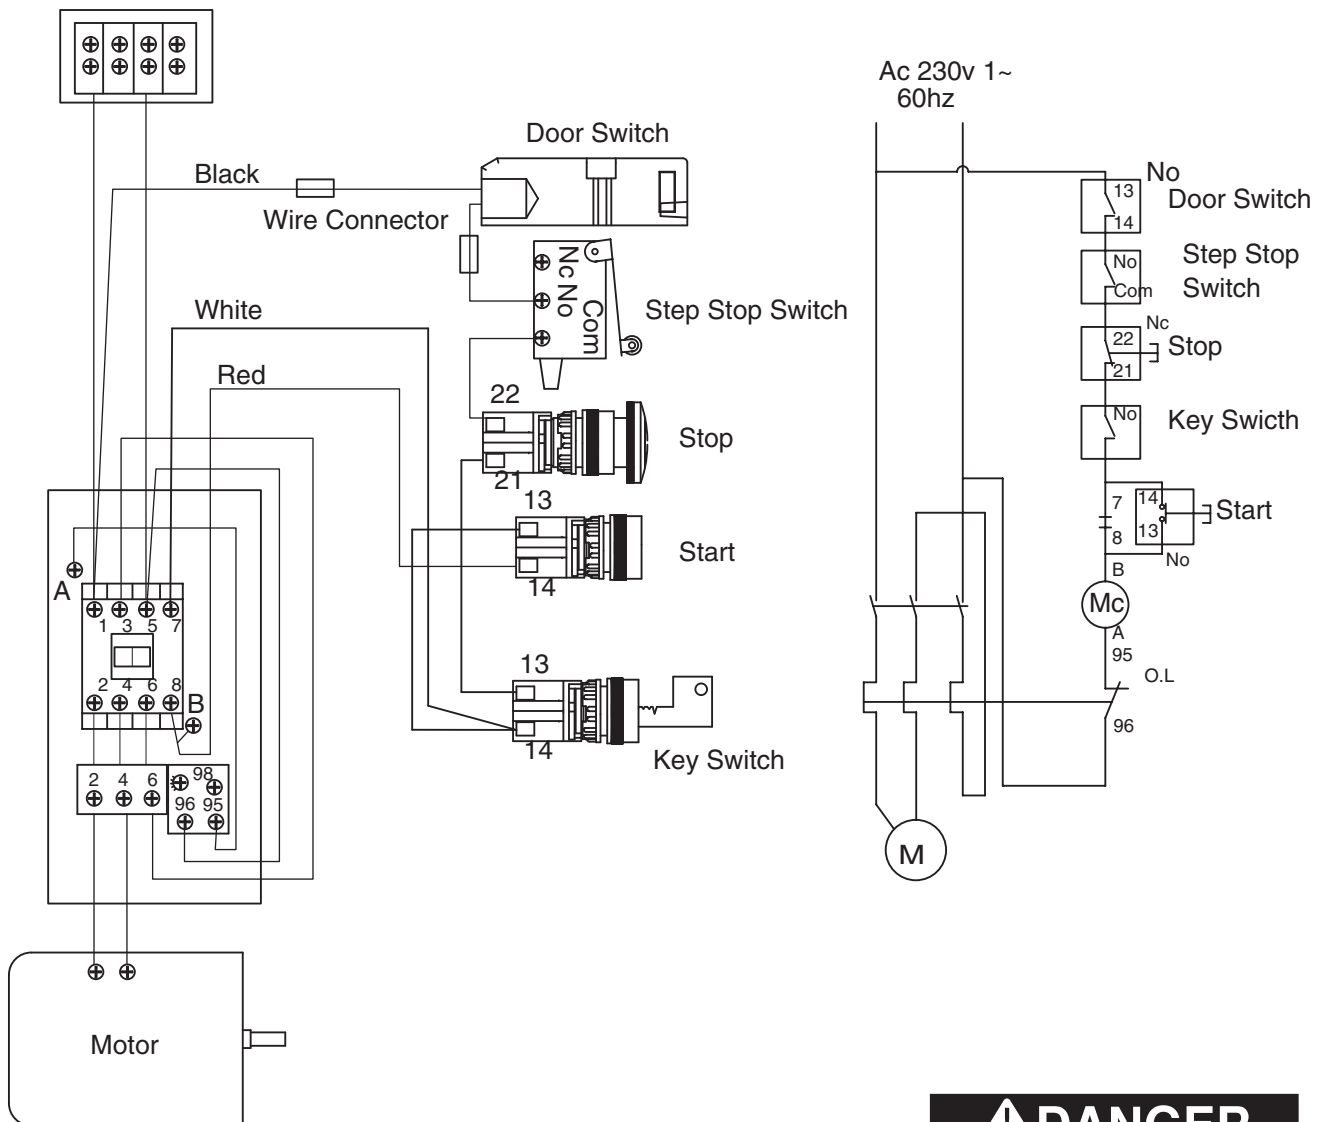 Ac 230v 1~
60hz
Door Switch
Black
Wire Connector
Nc No
Com
Step Stop Switch
White
Red
22
Stop
21
13
Start
14
13
14
Key Switch
A
1 3 5 7
2 4 6 8
B
2 4 6
98
96 95
Motor
No
13
Door Switch
14
No
Step Stop
Com
Switch
Nc
22
Stop
21
No
Key Swicth
7
14
Start
8
13
No
B
Mc
A
95
O.L
96
M
DANGER